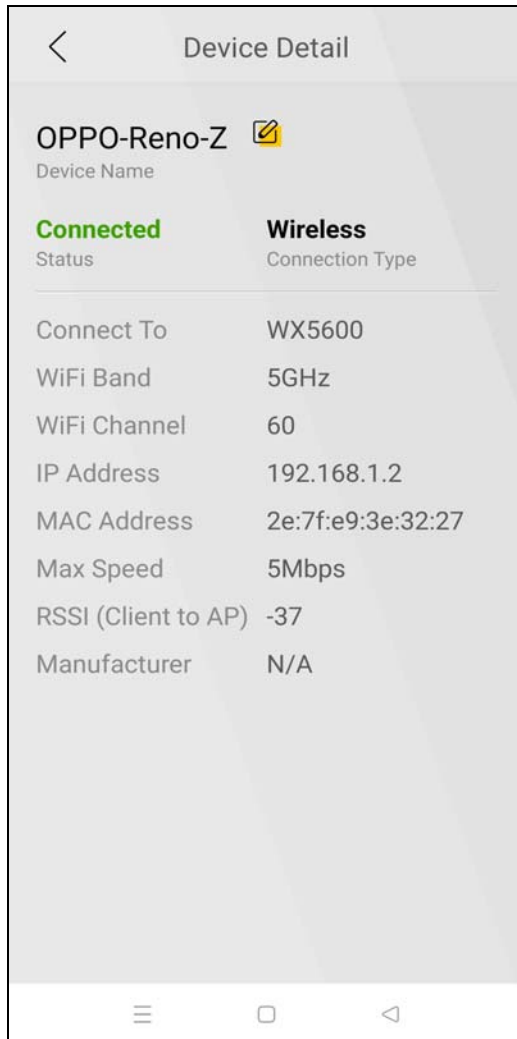 Device Detail
OPPO-Reno-Z
Device Name
Connected Wireless
Status Connection Type
Connect To WX5600
WiFi Band 5GHz
WiFi Channel 60
IP Address 192.168.1.2
MAC Address 2e:7f:e9:3e:32:27
Max Speed 5Mbps
RSSI (Client to AP) -37
Manufacturer N/A